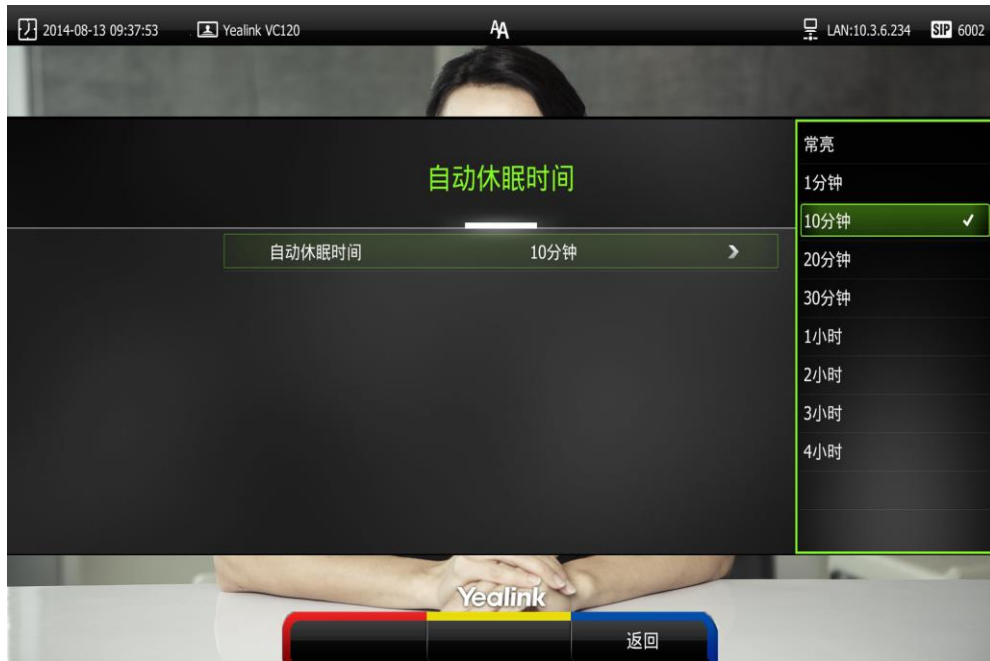 2014-08-13 09:37:53 Yealink VC120 AA LAN:10.3.6.234 SIP 6002
自动休眠时间
自动休眠时间 10分钟
常亮
1分钟
10分钟
20分钟
30分钟
1小时
2小时
3小时
4小时
Yealink
返回